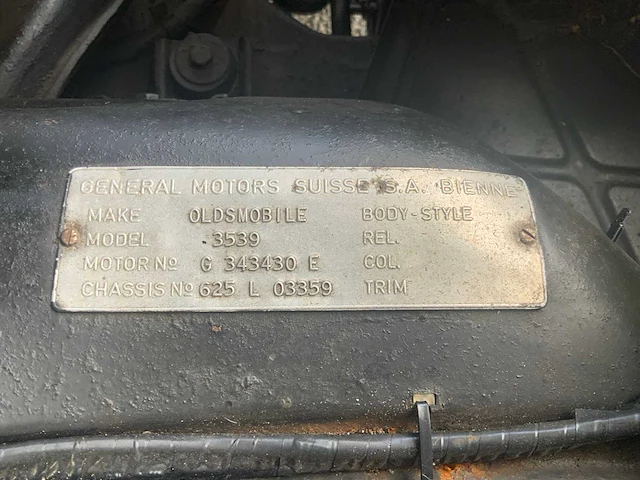 GENERAL MOTORS SUISSE S.A. BIENNE
MAKE OLDSMOBILE BODY-STYLE
MODEL 3539 REL.
MOTOR Nº G 343430 E COL.
CHASSIS Nº 625 L 03359 TRIM